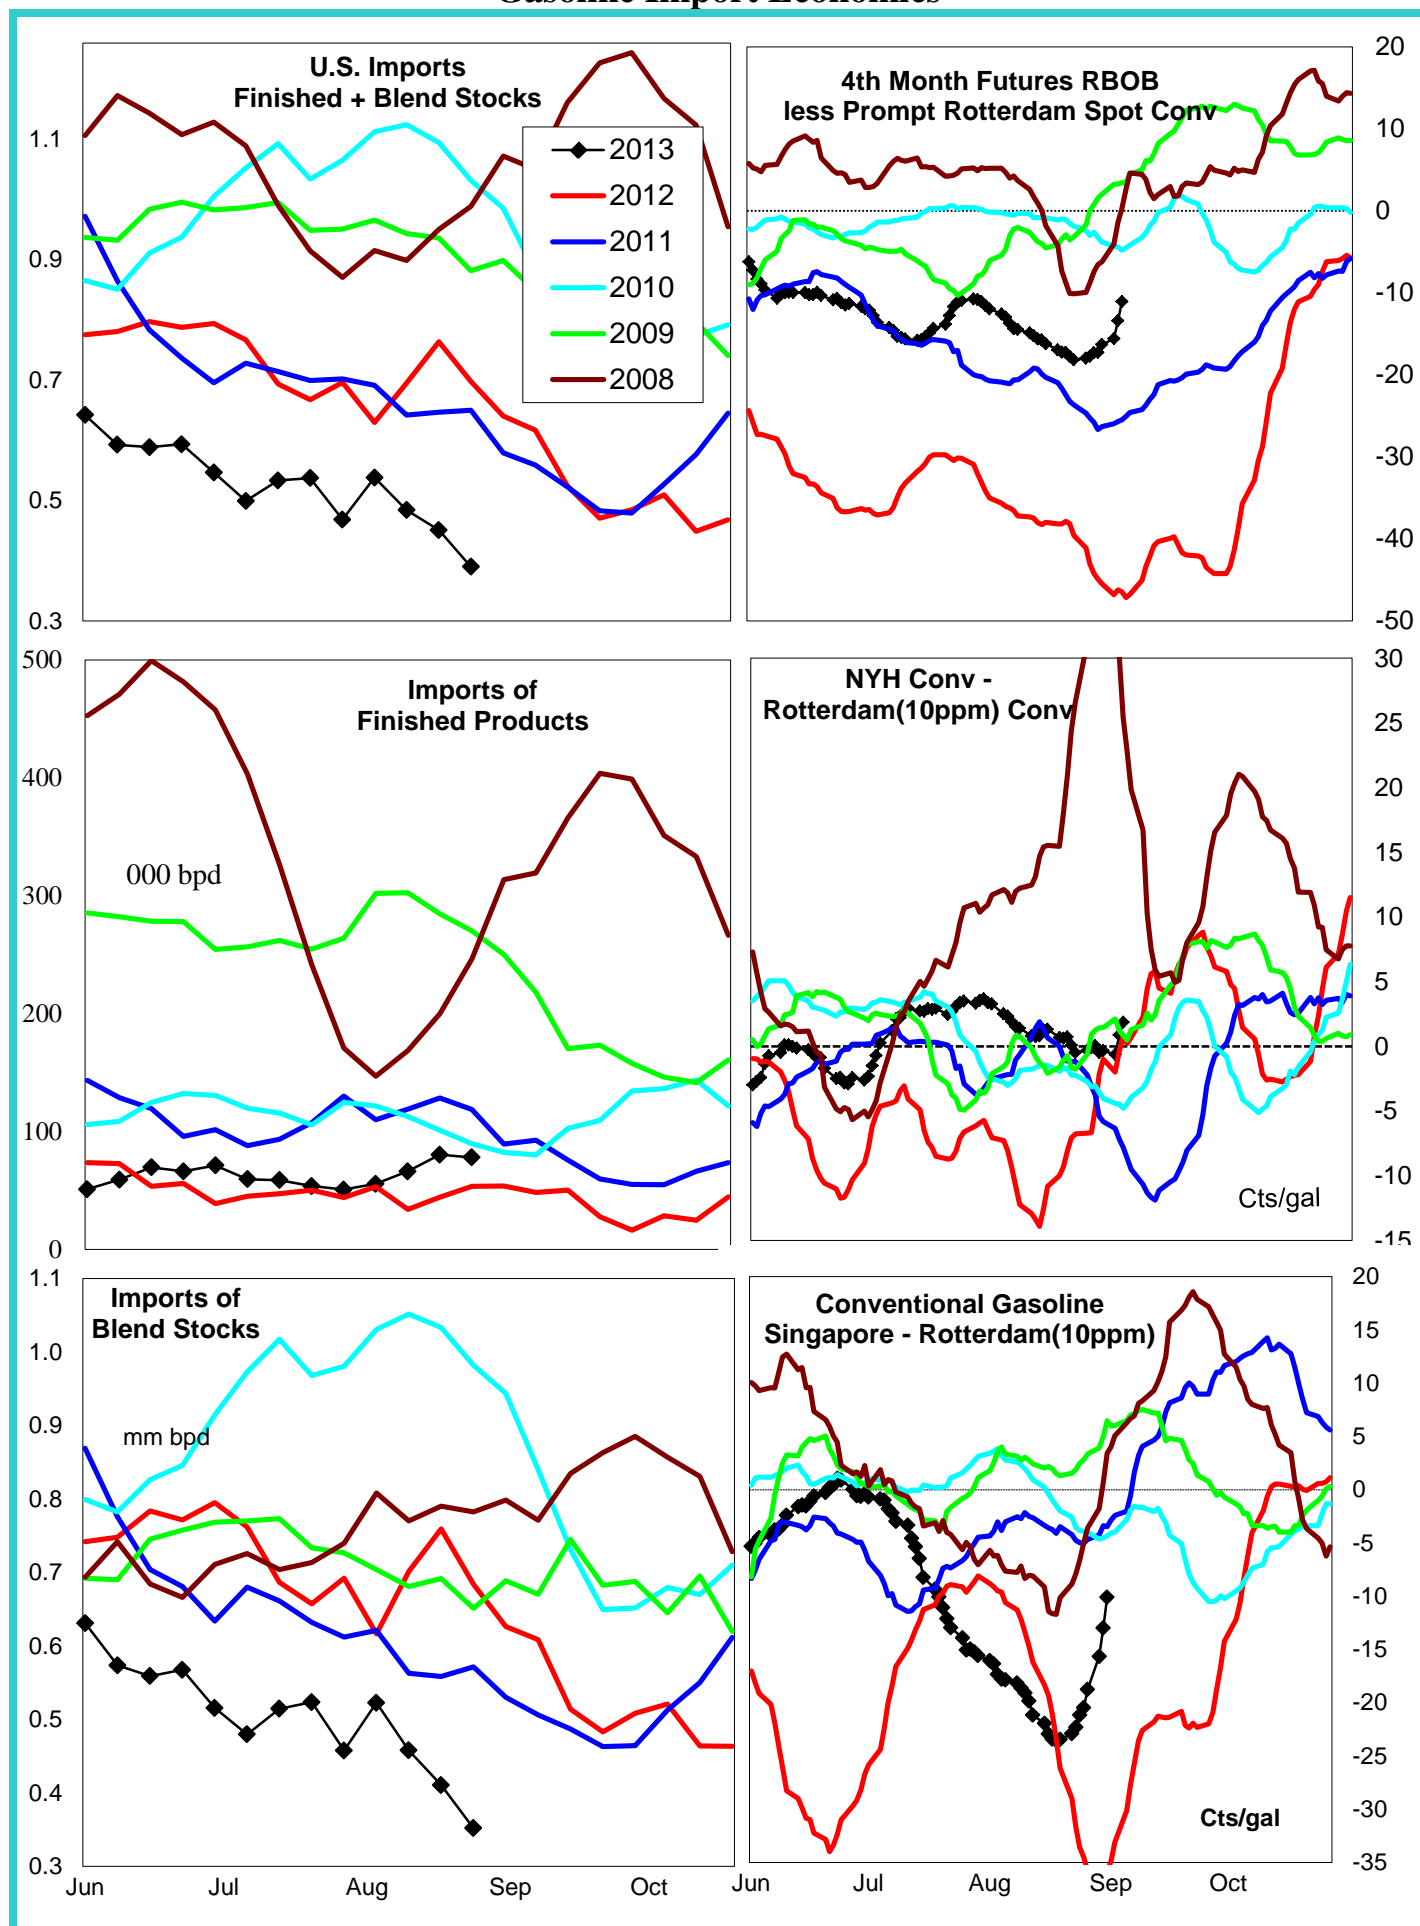 Gasoline Import Economics
U.S. Imports
Finished + Blend Stocks
1.1
0.9
0.7
0.5
0.3
2013
2012
2011
2010
2009
2008
4th Month Futures RBOB
less Prompt Rotterdam Spot Conv
20
10
0
-10
-20
-30
-40
-50
Imports of
Finished Products
000 bpd
500
400
300
200
100
0
NYH Conv -
Rotterdam(10ppm) Conv
30
25
20
15
10
5
0
-5
-10
-15
Cts/gal
Imports of
Blend Stocks
mm bpd
1.1
1.0
0.9
0.8
0.7
0.6
0.5
0.4
0.3
Jun Jul Aug Sep Oct
Conventional Gasoline
Singapore - Rotterdam(10ppm)
20
15
10
5
0
-5
-10
-15
-20
-25
-30
-35
Cts/gal
Jun Jul Aug Sep Oct